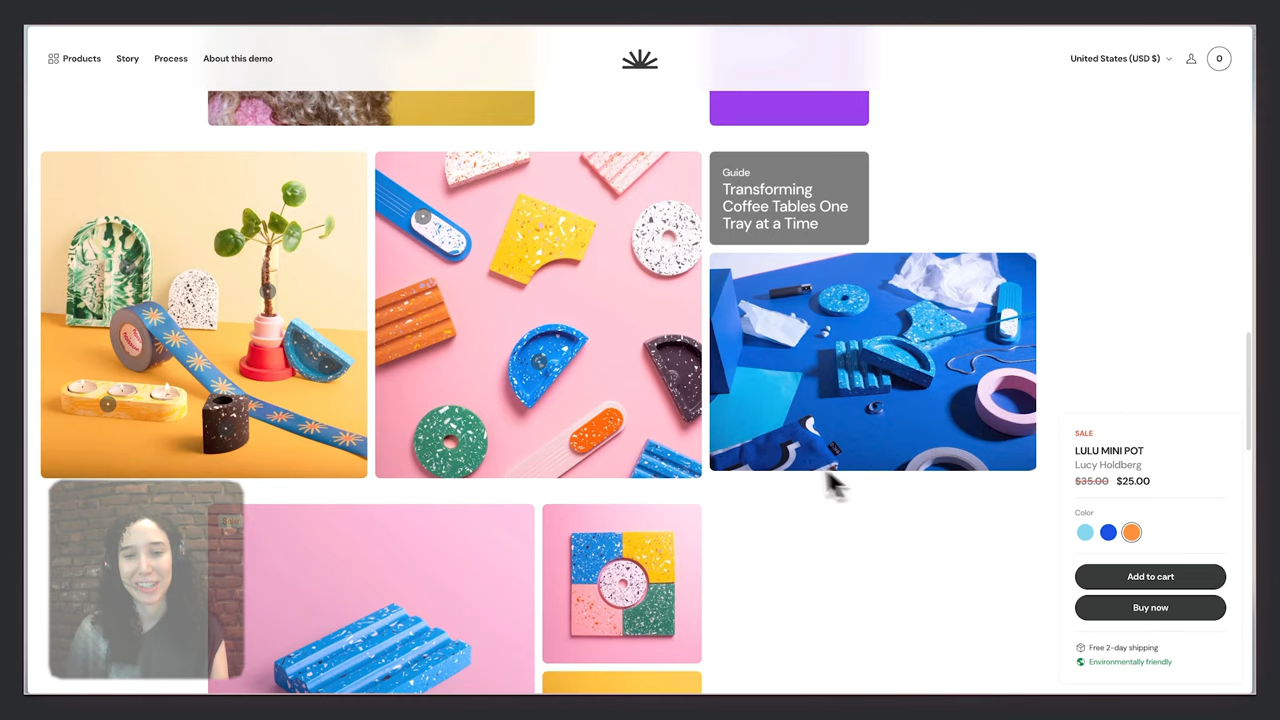 Products
Story
Process
About this demo
United States (USD $)
0
Guide
Transforming
Coffee Tables One
Tray at a Time
SALE
LULU MINI POT
Lucy Holdberg
$35.00 $25.00
Color
Add to cart
Buy now
Free 2-day shipping
Environmentally friendly